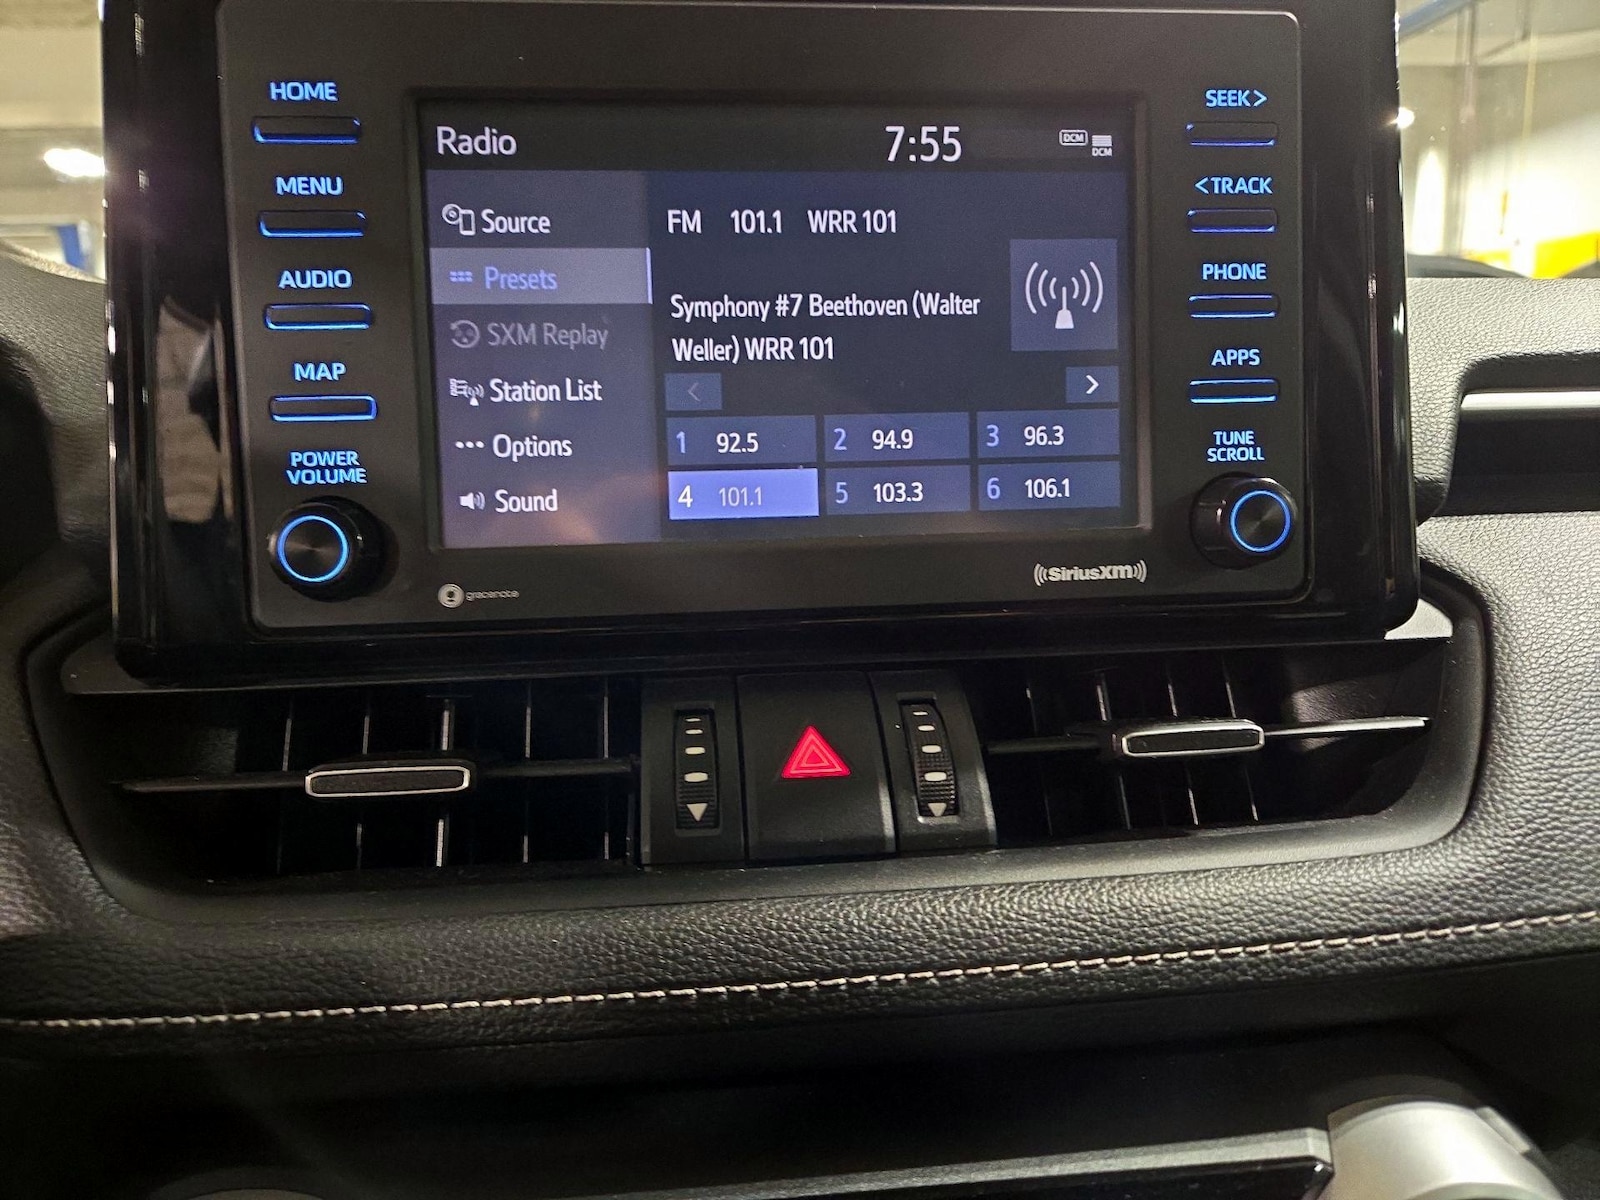 HOME
MENU
AUDIO
MAP
POWER
VOLUME
Radio
7:55
DCM
DCM
Source
Presets
SXM Replay
Station List
Options
Sound
FM 101.1 WRR 101
Symphony #7 Beethoven (Walter
Weller) WRR 101
< >
1 92.5 2 94.9 3 96.3
4 101.1 5 103.3 6 106.1
gracenote
((SiriusXM))
SEEK>
<TRACK
PHONE
APPS
TUNE
SCROLL